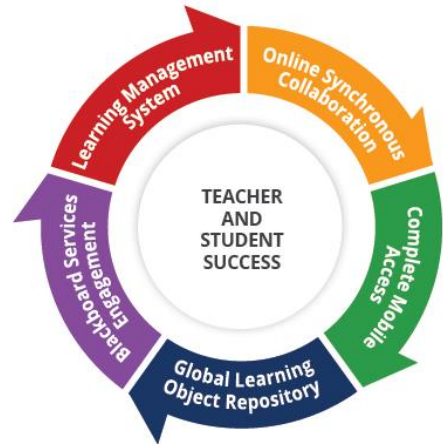 Learning Management
System
Online Synchronous
Collaboration
Complete Mobile
Access
Global Learning
Object Repository
Blackboard Services
Engagement
TEACHER
AND
STUDENT
SUCCESS